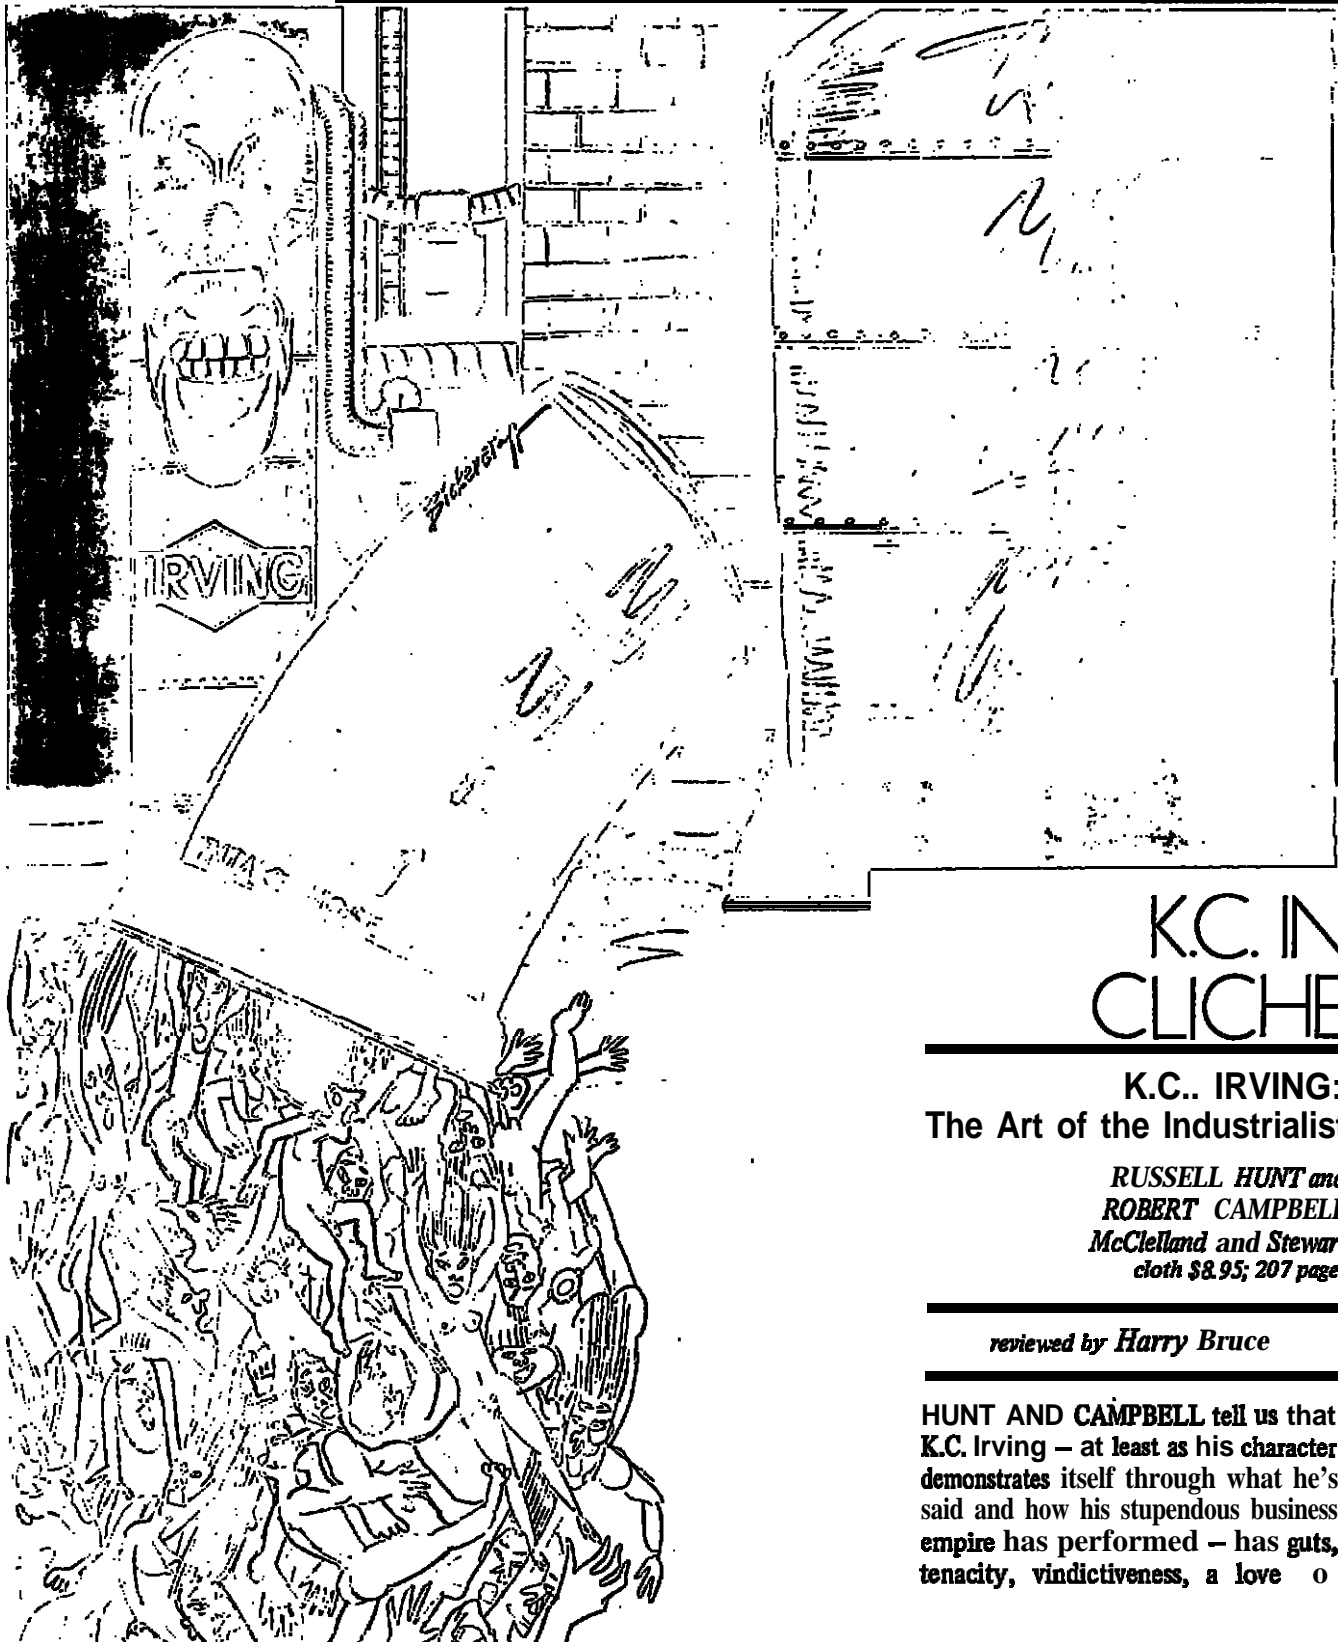 IRVING
K.C. IN
CLICHE
K.C.. IRVING:
The Art of the Industrialist
RUSSELL HUNT and
ROBERT CAMPBELL
McClelland and Stewar
cloth $8.95; 207 page
reviewed by Harry Bruce
HUNT AND CAMPBELL tell us that
K.C. Irving – at least as his character
demonstrates itself through what he's
said and how his stupendous business
empire has performed – has guts,
tenacity, vindictiveness, a love o